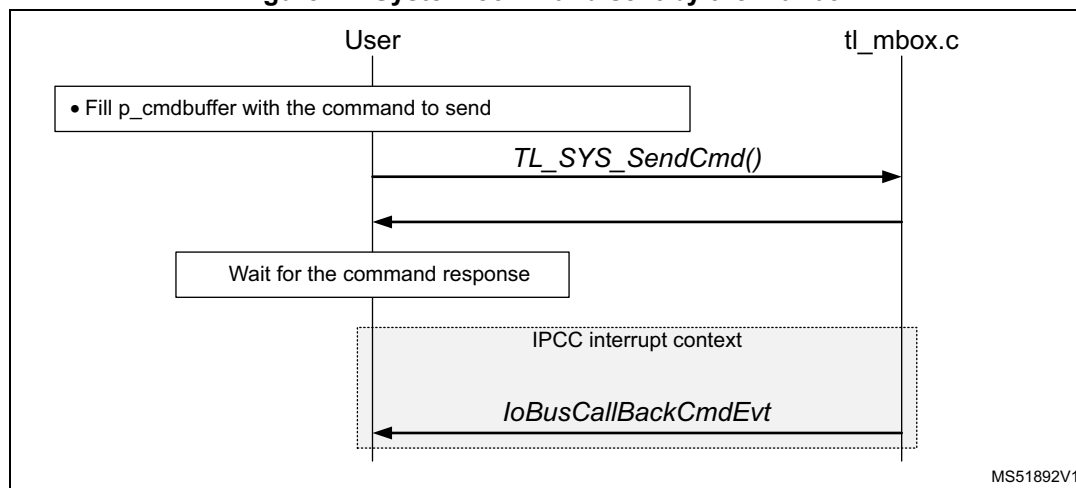 User
tl_mbox.c
• Fill p_cmdbuffer with the command to send
TL_SYS_SendCmd()
Wait for the command response
IPCC interrupt context
IoBusCallBackCmdEvt
MS51892V1